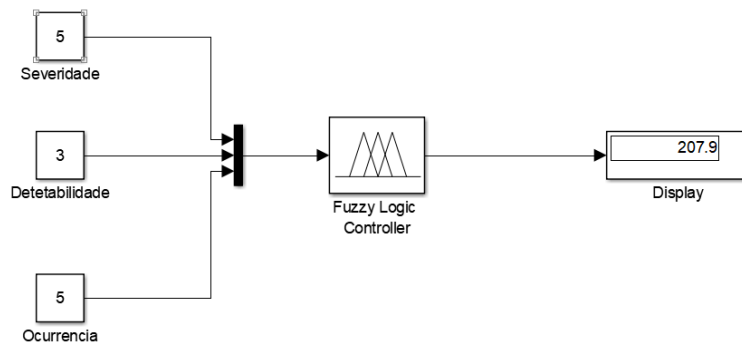 5
Severidade
3
Detetabilidade
5
Ocurrencia
Fuzzy Logic
Controller
207.9
Display